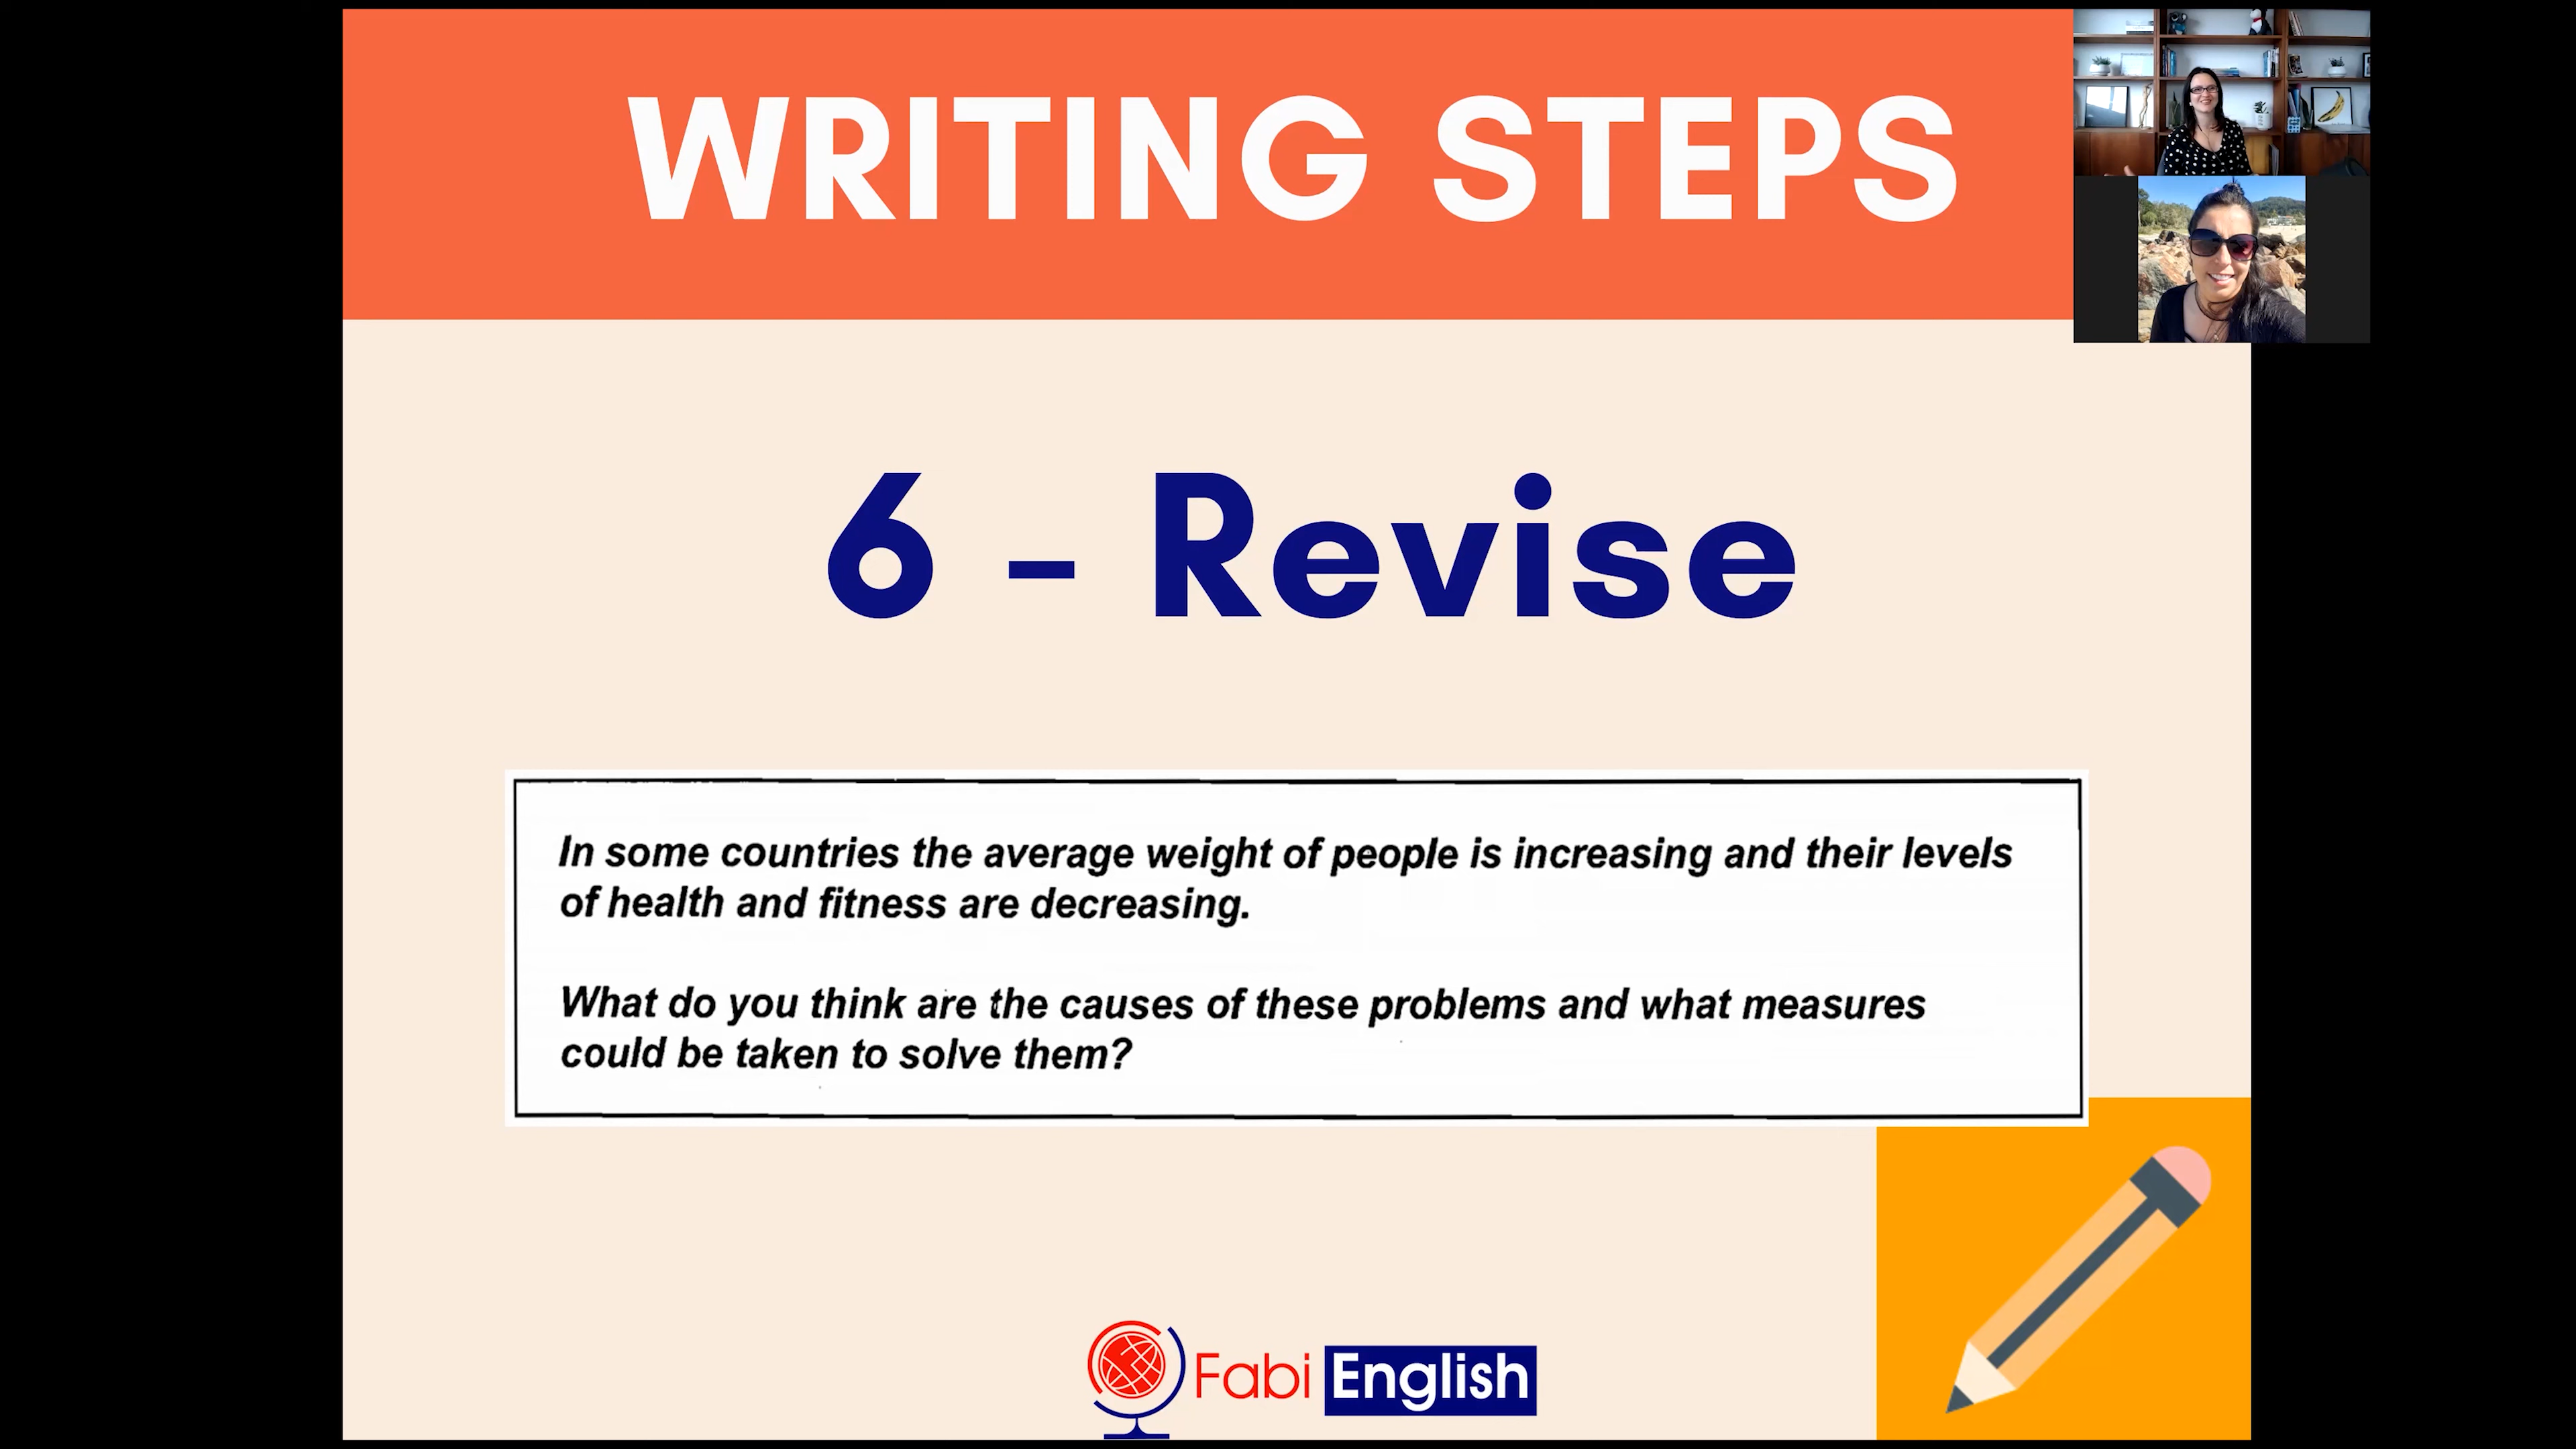 WRITING STEPS
6 - Revise
In some countries the average weight of people is increasing and their levels
of health and fitness are decreasing.
What do you think are the causes of these problems and what measures
could be taken to solve them?
Fabi English